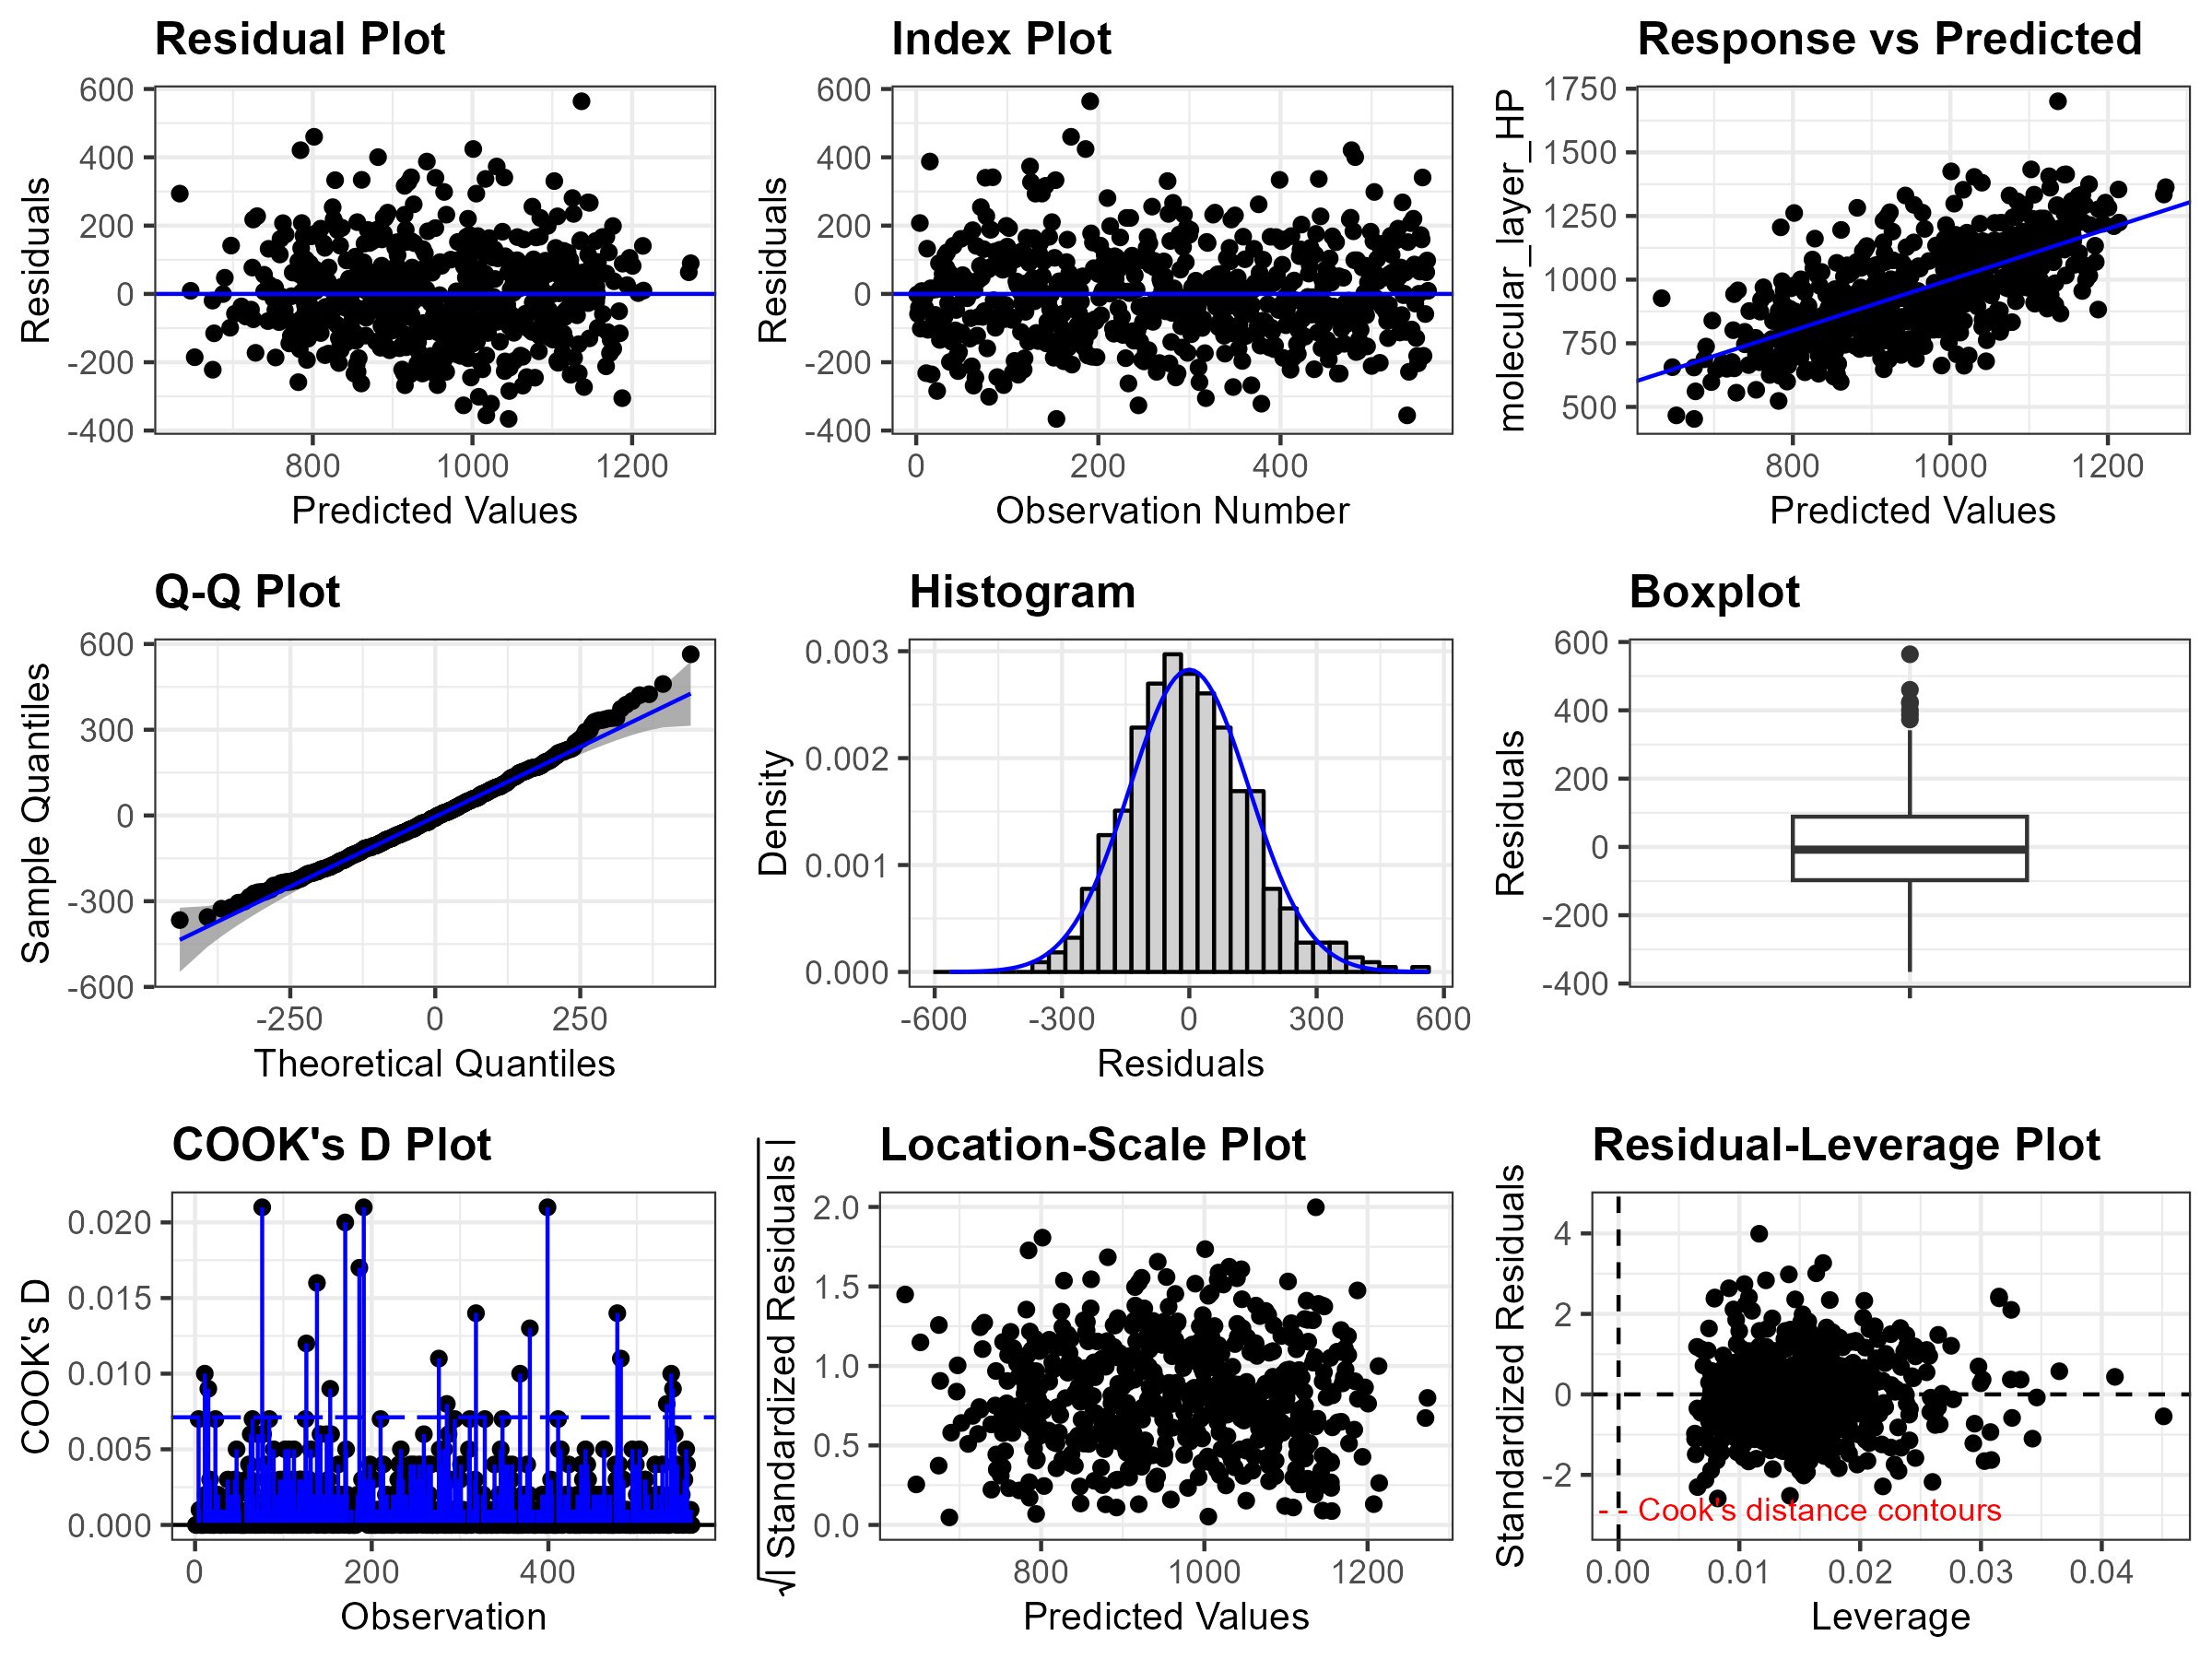 Residual Plot
Residuals
600
400
200
0
-200
-400
800
1000
1200
Predicted Values
Index Plot
Residuals
600
400
200
0
-200
-400
0
200
400
Observation Number
Response vs Predicted
molecular_layer_HP
1750
1500
1250
1000
750
500
800
1000
1200
Predicted Values
Q-Q Plot
Sample Quantiles
600
300
0
-300
-600
-250
0
250
Theoretical Quantiles
Histogram
Density
0.003
0.002
0.001
0.000
-600
-300
0
300
600
Residuals
Boxplot
Residuals
600
400
200
0
-200
-400
COOK's D Plot
COOK's D
0.020
0.015
0.010
0.005
0.000
0
200
400
Observation
Location-Scale Plot
√| Standardized Residuals |
2.0
1.5
1.0
0.5
0.0
800
1000
1200
Predicted Values
Residual-Leverage Plot
Standardized Residuals
4
2
0
-2
- - Cook's distance contours
0.00
0.01
0.02
0.03
0.04
Leverage